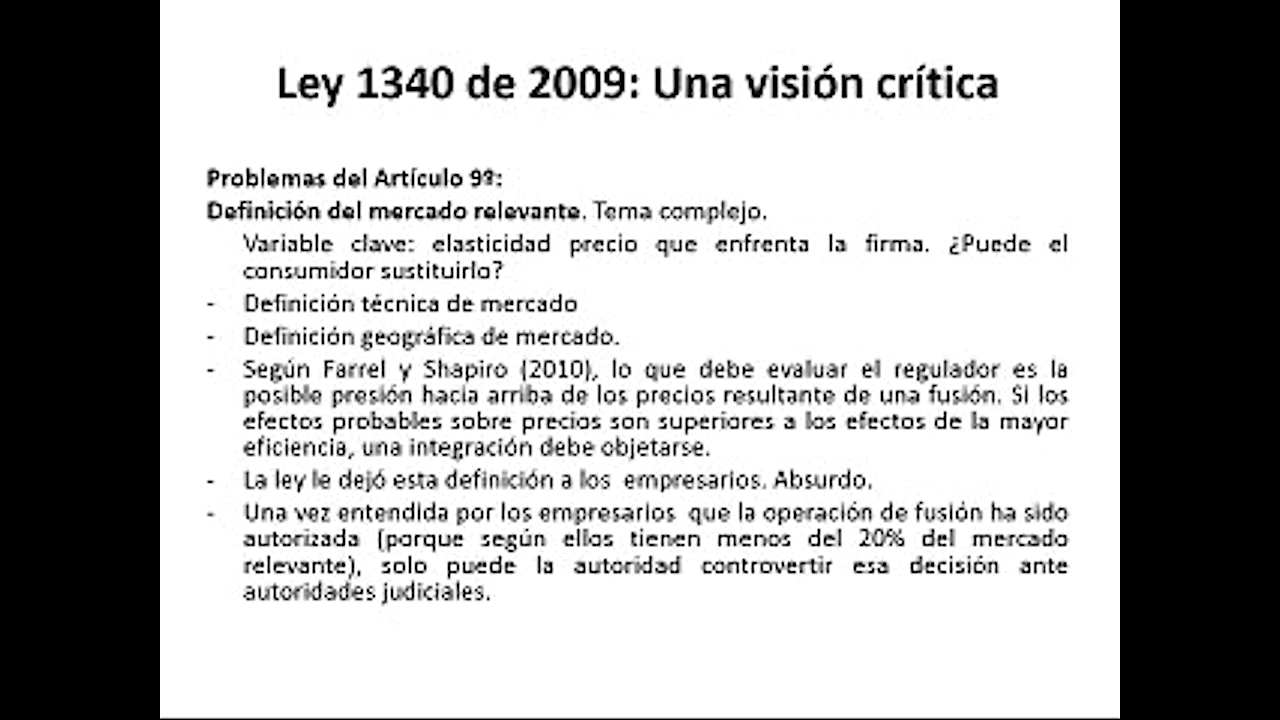 Ley 1340 de 2009: Una visión crítica
Problemas del Artículo 9º:
Definición del mercado relevante. Tema complejo.
Variable clave: elasticidad precio que enfrenta la firma. ¿Puede el
consumidor sustituirlo?
- Definición técnica de mercado
- Definición geográfica de mercado.
- Según Farrel y Shapiro (2010), lo que debe evaluar el regulador es la
posible presión hacia arriba de los precios resultante de una fusión. Si los
efectos probables sobre precios son superiores a los efectos de la mayor
eficiencia, una integración debe objetarse.
- La ley le dejó esta definición a los empresarios. Absurdo.
- Una vez entendida por los empresarios que la operación de fusión ha sido
autorizada (porque según ellos tienen menos del 20% del mercado
relevante), solo puede la autoridad controvertir esa decisión ante
autoridades judiciales.